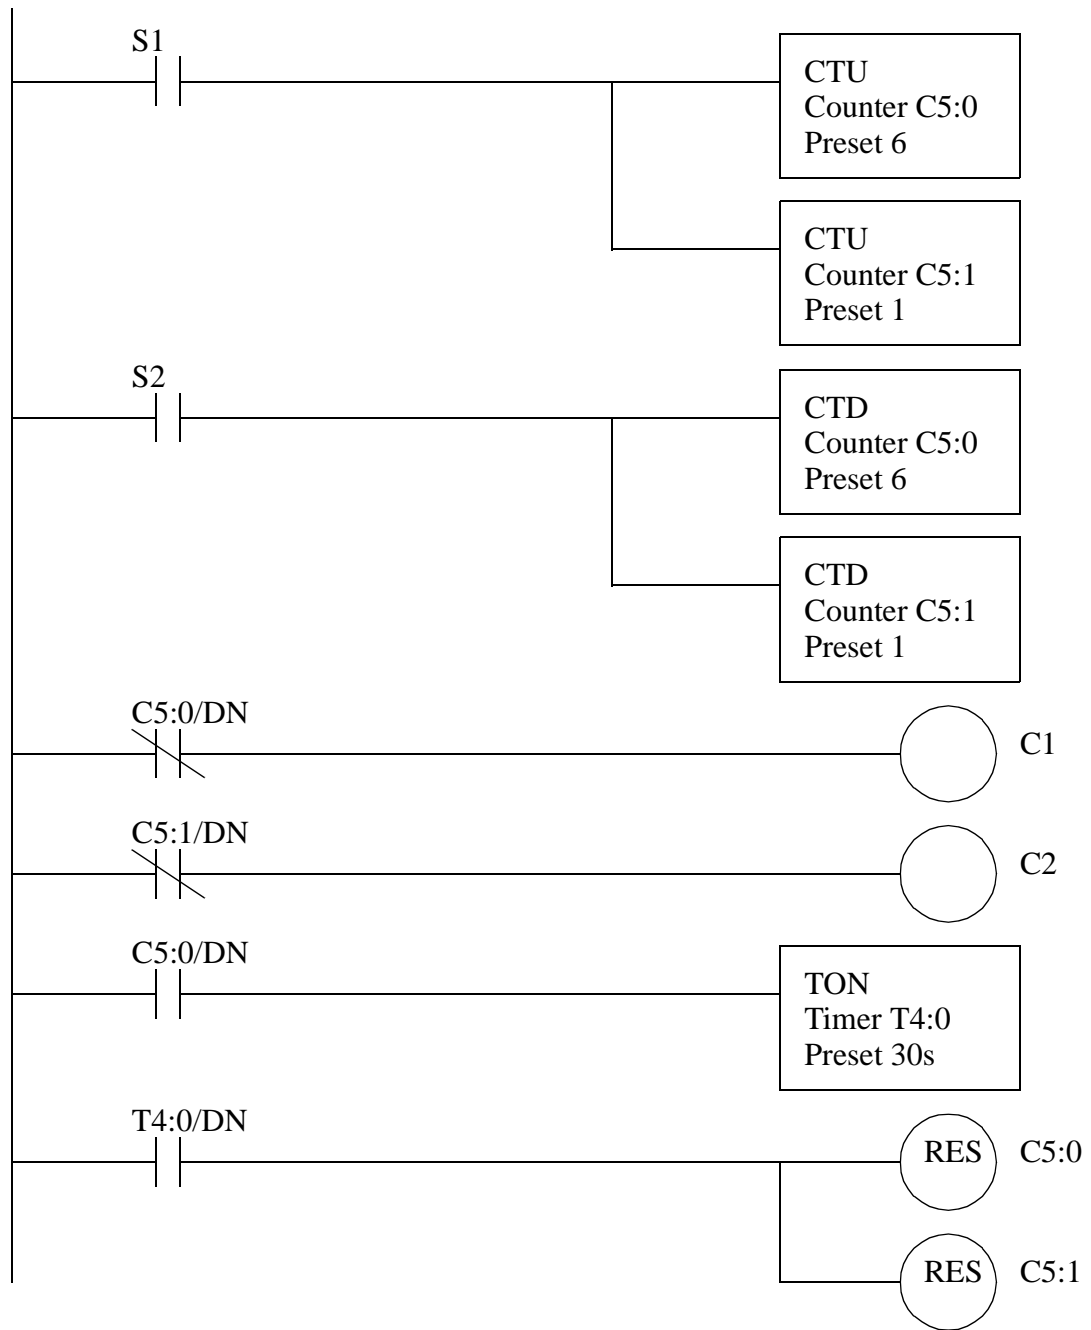 S1
CTU
Counter C5:0
Preset 6
CTU
Counter C5:1
Preset 1
S2
CTD
Counter C5:0
Preset 6
CTD
Counter C5:1
Preset 1
C5:0/DN
C1
C5:1/DN
C2
C5:0/DN
TON
Timer T4:0
Preset 30s
T4:0/DN
RES C5:0
RES C5:1